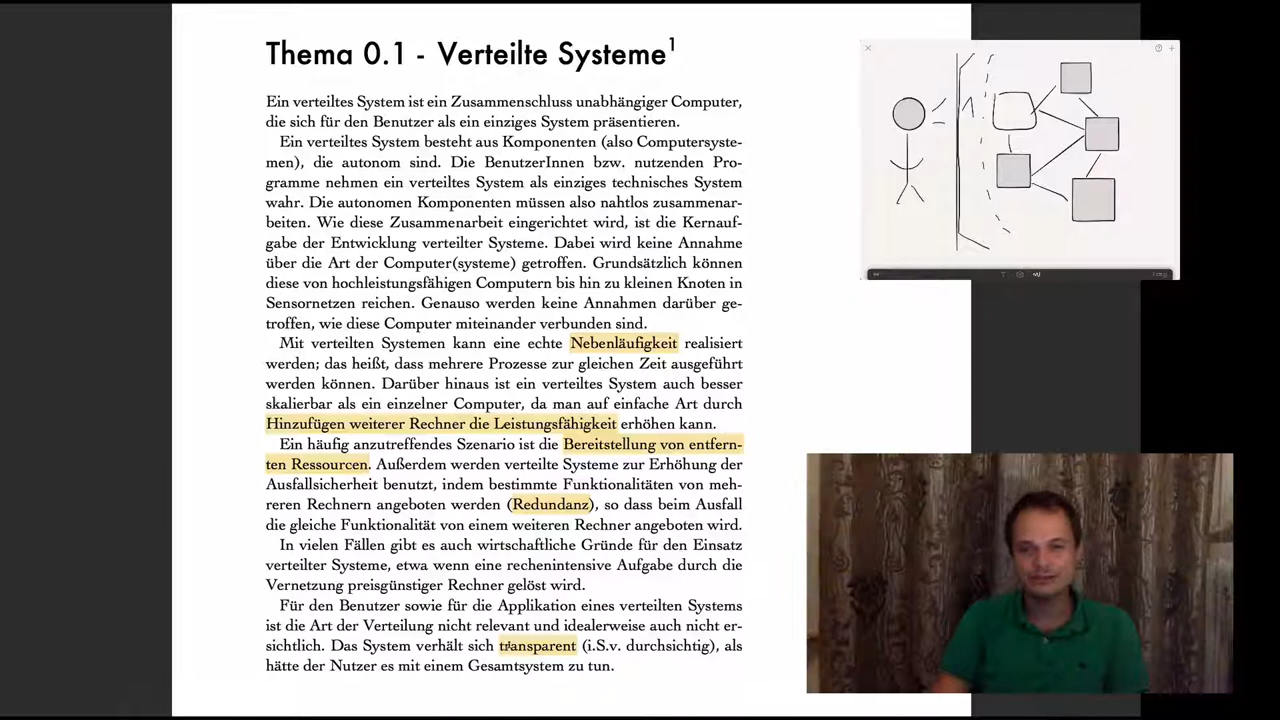 Thema 0.1 - Verteilte Systeme1
Ein verteiltes System ist ein Zusammenschluss unabhängiger Computer,
die sich für den Benutzer als ein einziges System präsentieren.
Ein verteiltes System besteht aus Komponenten (also Computersyste-
men), die autonom sind. Die BenutzerInnen bzw. nutzenden Pro-
gramme nehmen ein verteiltes System als einziges technisches System
wahr. Die autonomen Komponenten müssen also nahtlos zusammenar-
beiten. Wie diese Zusammenarbeit eingerichtet wird, ist die Kernauf-
gabe der Entwicklung verteilter Systeme. Dabei wird keine Annahme
über die Art der Computer(systeme) getroffen. Grundsätzlich können
diese von hochleistungsfähigen Computern bis hin zu kleinen Knoten in
Sensornetzen reichen. Genauso werden keine Annahmen darüber ge-
troffen, wie diese Computer miteinander verbunden sind.
Mit verteilten Systemen kann eine echte Nebenläufigkeit realisiert
werden; das heißt, dass mehrere Prozesse zur gleichen Zeit ausgeführt
werden können. Darüber hinaus ist ein verteiltes System auch besser
skalierbar als ein einzelner Computer, da man auf einfache Art durch
Hinzufügen weiterer Rechner die Leistungsfähigkeit erhöhen kann.
Ein häufig anzutreffendes Szenario ist die Bereitstellung von entfern-
ten Ressourcen. Außerdem werden verteilte Systeme zur Erhöhung der
Ausfallsicherheit benutzt, indem bestimmte Funktionalitäten von meh-
reren Rechnern angeboten werden (Redundanz), so dass beim Ausfall
die gleiche Funktionalität von einem weiteren Rechner angeboten wird.
In vielen Fällen gibt es auch wirtschaftliche Gründe für den Einsatz
verteilter Systeme, etwa wenn eine rechenintensive Aufgabe durch die
Vernetzung preisgünstiger Rechner gelöst wird.
Für den Benutzer sowie für die Applikation eines verteilten Systems
ist die Art der Verteilung nicht relevant und idealerweise auch nicht er-
sichtlich. Das System verhält sich transparent (i.S.v. durchsichtig), als
hätte der Nutzer es mit einem Gesamtsystem zu tun.